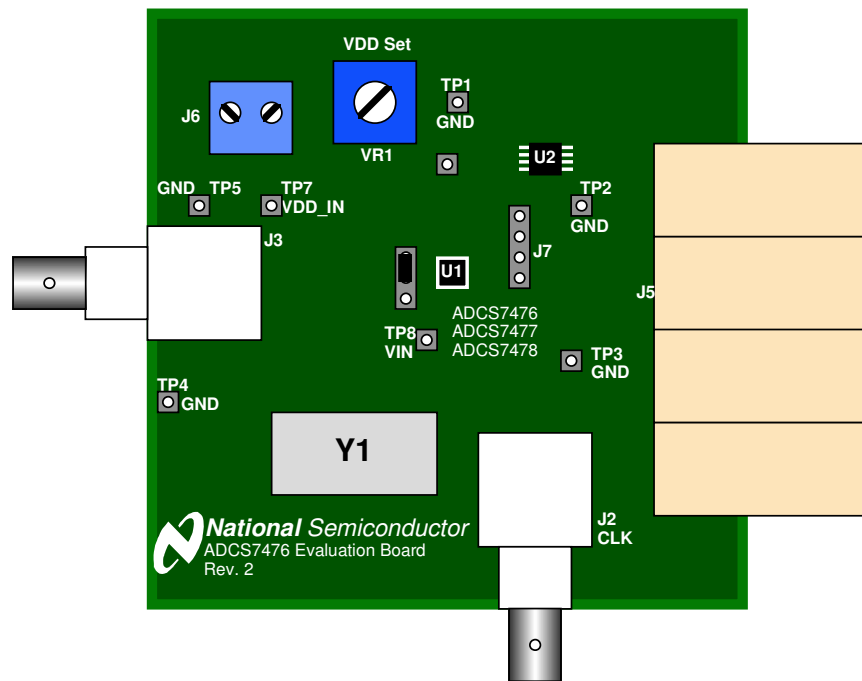 VDD Set
TP1
J6
GND
VR1
U2
GND TP5
TP7
VDD_IN
TP2
GND
J3
J7
U1
J5
ADCS7476
ADCS7477
ADCS7478
TP8
VIN
TP3
GND
TP4
GND
Y1
National Semiconductor
ADCS7476 Evaluation Board
Rev. 2
J2
CLK